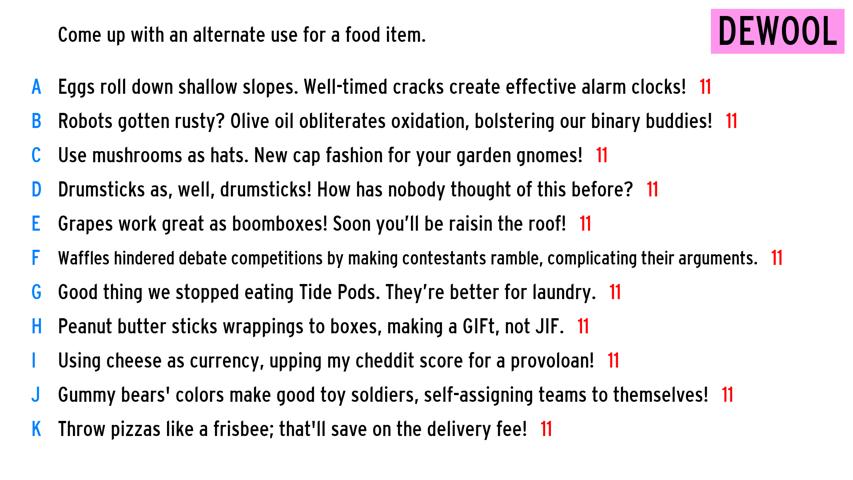 Come up with an alternate use for a food item.
DEWOOL
A Eggs roll down shallow slopes. Well-timed cracks create effective alarm clocks! 11
B Robots gotten rusty? Olive oil obliterates oxidation, bolstering our binary buddies! 11
C Use mushrooms as hats. New cap fashion for your garden gnomes! 11
D Drumsticks as, well, drumsticks! How has nobody thought of this before? 11
E Grapes work great as boomboxes! Soon you’ll be raisin the roof! 11
F Waffles hindered debate competitions by making contestants ramble, complicating their arguments. 11
G Good thing we stopped eating Tide Pods. They’re better for laundry. 11
H Peanut butter sticks wrappings to boxes, making a GIFt, not JIF. 11
I Using cheese as currency, upping my cheddit score for a provoloan! 11
J Gummy bears' colors make good toy soldiers, self-assigning teams to themselves! 11
K Throw pizzas like a frisbee; that'll save on the delivery fee! 11